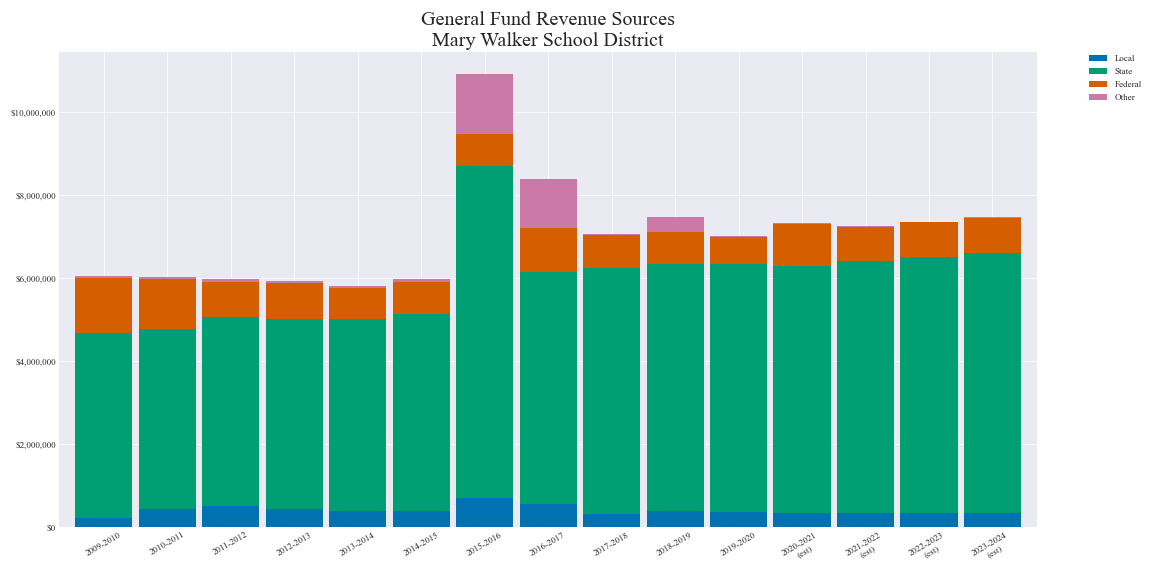 General Fund Revenue Sources
Mary Walker School District
Local
State
Federal
Other
$10,000,000
$8,000,000
$6,000,000
$4,000,000
$2,000,000
$0
2009-2010
2010-2011
2011-2012
2012-2013
2013-2014
2014-2015
2015-2016
2016-2017
2017-2018
2018-2019
2019-2020
2020-2021
(est)
2021-2022
(est)
2022-2023
(est)
2023-2024
(est)